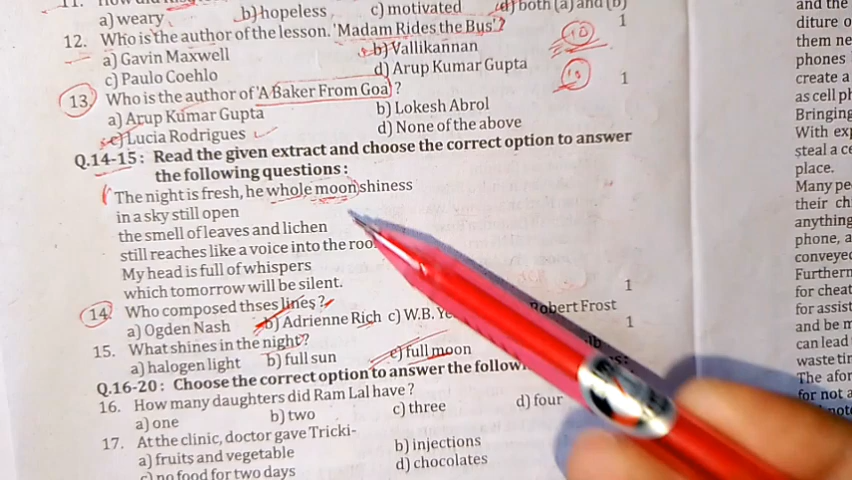 11. How did
a) weary b) hopeless c) motivated d) both (a) and (b)
12. Who is the author of the lesson. 'Madam Rides the Bus'? 1
a) Gavin Maxwell b) Vallikannan
c) Paulo Coehlo d) Arup Kumar Gupta
13. Who is the author of 'A Baker From Goa'? 1
a) Arup Kumar Gupta b) Lokesh Abrol
c) Lucia Rodrigues d) None of the above
Q.14-15: Read the given extract and choose the correct option to answer
the following questions:
The night is fresh, he whole moon shiness
in a sky still open
the smell of leaves and lichen
still reaches like a voice into the
My head is full of whispers
which tomorrow will be silent.
14. Who composed thses lines? 1
a) Ogden Nash b) Adrienne Rich c) W.B. Robert Frost
15. What shines in the night? 1
a) halogen light b) full sun c) full moon
Q.16-20: Choose the correct option to answer the
16. How many daughters did Ram Lal have?
a) one b) two c) three d) four
17. At the clinic, doctor gave Tricki-
a) fruits and vegetable b) injections
c) no food for two days d) chocolates
and the
diture o
them ne
phones
create a
as cell ph
Bringing
With exp
steal a ce
place.
Many pe
their ch
anything
phone, a
conveye
Furthern
for cheat
for assist
and be m
can lead
waste tin
The afor
for not a